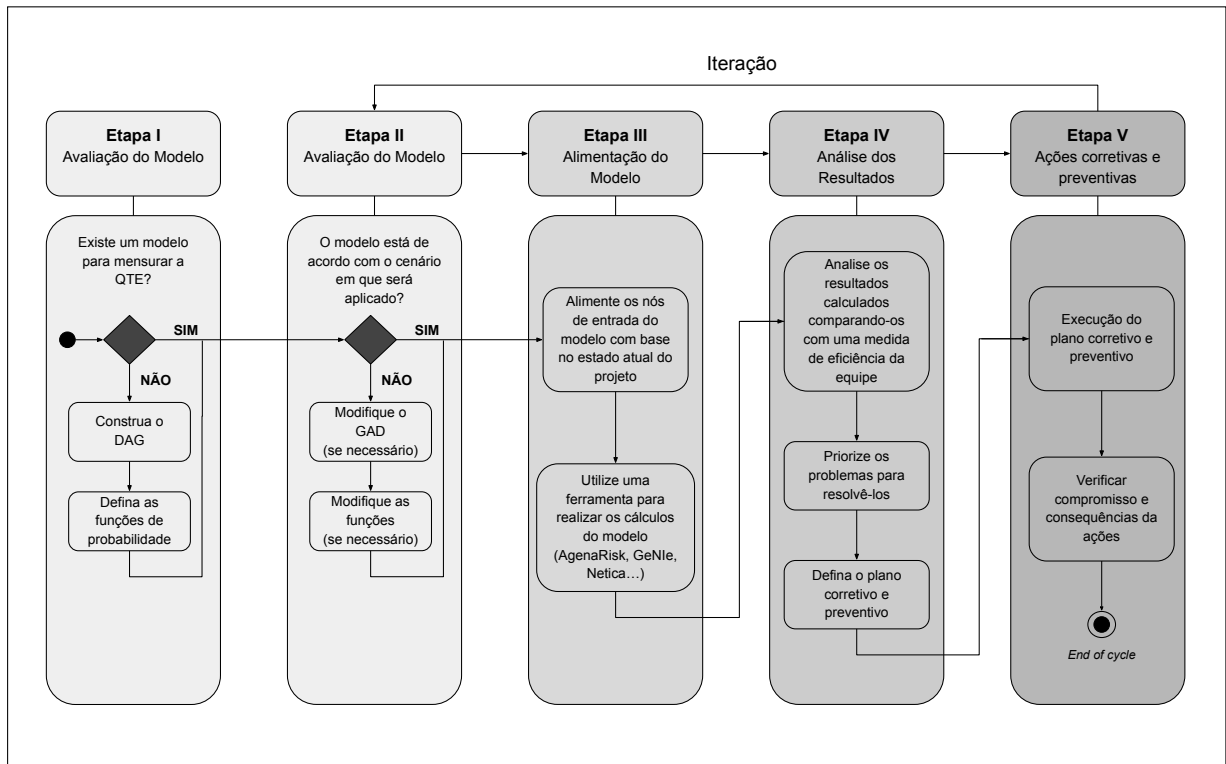 Iteração
Etapa I
Avaliação do Modelo
Etapa II
Avaliação do Modelo
Etapa III
Alimentação do
Modelo
Etapa IV
Análise dos
Resultados
Etapa V
Ações corretivas e
preventivas
Existe um modelo
para mensurar a
QTE?
SIM
NÃO
Construa o
DAG
Defina as
funções de
probabilidade
O modelo está de
acordo com o cenário
em que será
aplicado?
SIM
NÃO
Modifique o
GAD
(se necessário)
Modifique as
funções
(se necessário)
Alimente os nós
de entrada do
modelo com base
no estado atual do
projeto
Utilize uma
ferramenta para
realizar os cálculos
do modelo
(AgenaRisk, GeNIe,
Netica…)
Analise os
resultados
calculados
comparando-os
com uma medida
de eficiência da
equipe
Priorize os
problemas para
resolvê-los
Defina o plano
corretivo e
preventivo
Execução do
plano corretivo e
preventivo
Verificar
compromisso e
consequências da
ações
End of cycle